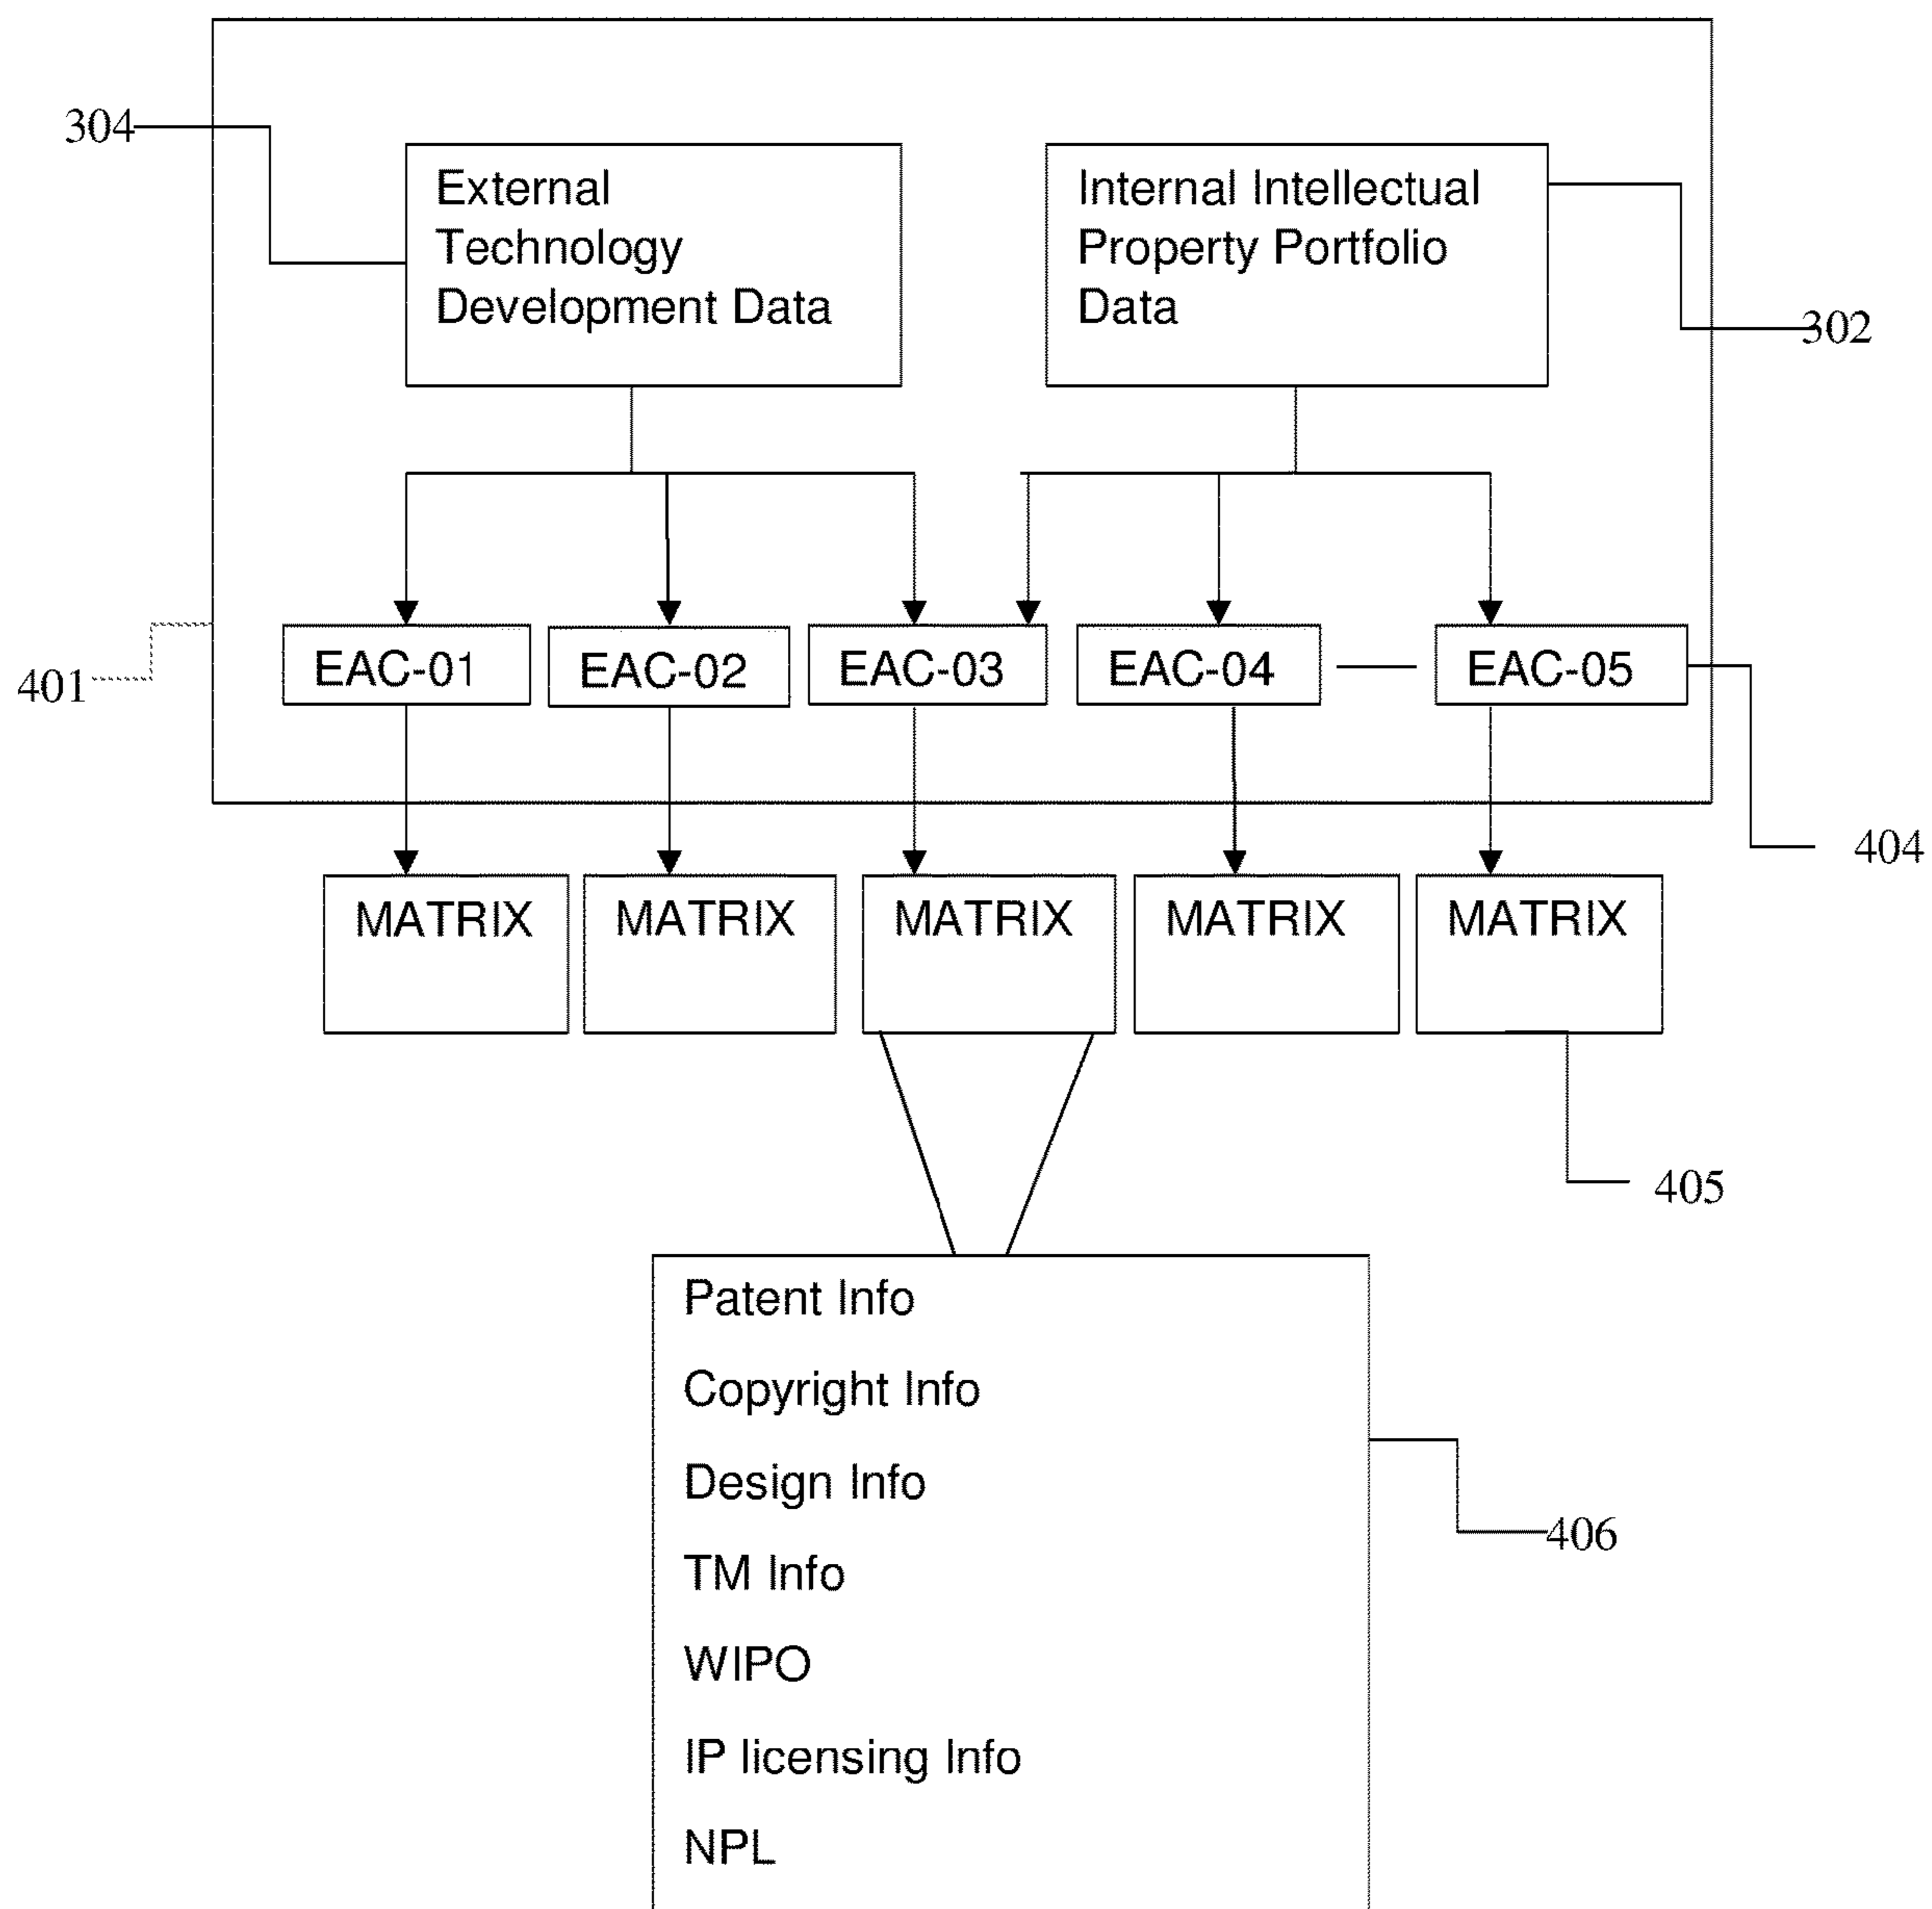 304
External
Technology
Development Data
Internal Intellectual
Property Portfolio
Data
302
EAC-01
EAC-02
EAC-03
EAC-04
EAC-05
401
404
MATRIX
MATRIX
MATRIX
MATRIX
MATRIX
405
Patent Info
Copyright Info
Design Info
TM Info
WIPO
IP licensing Info
NPL
406